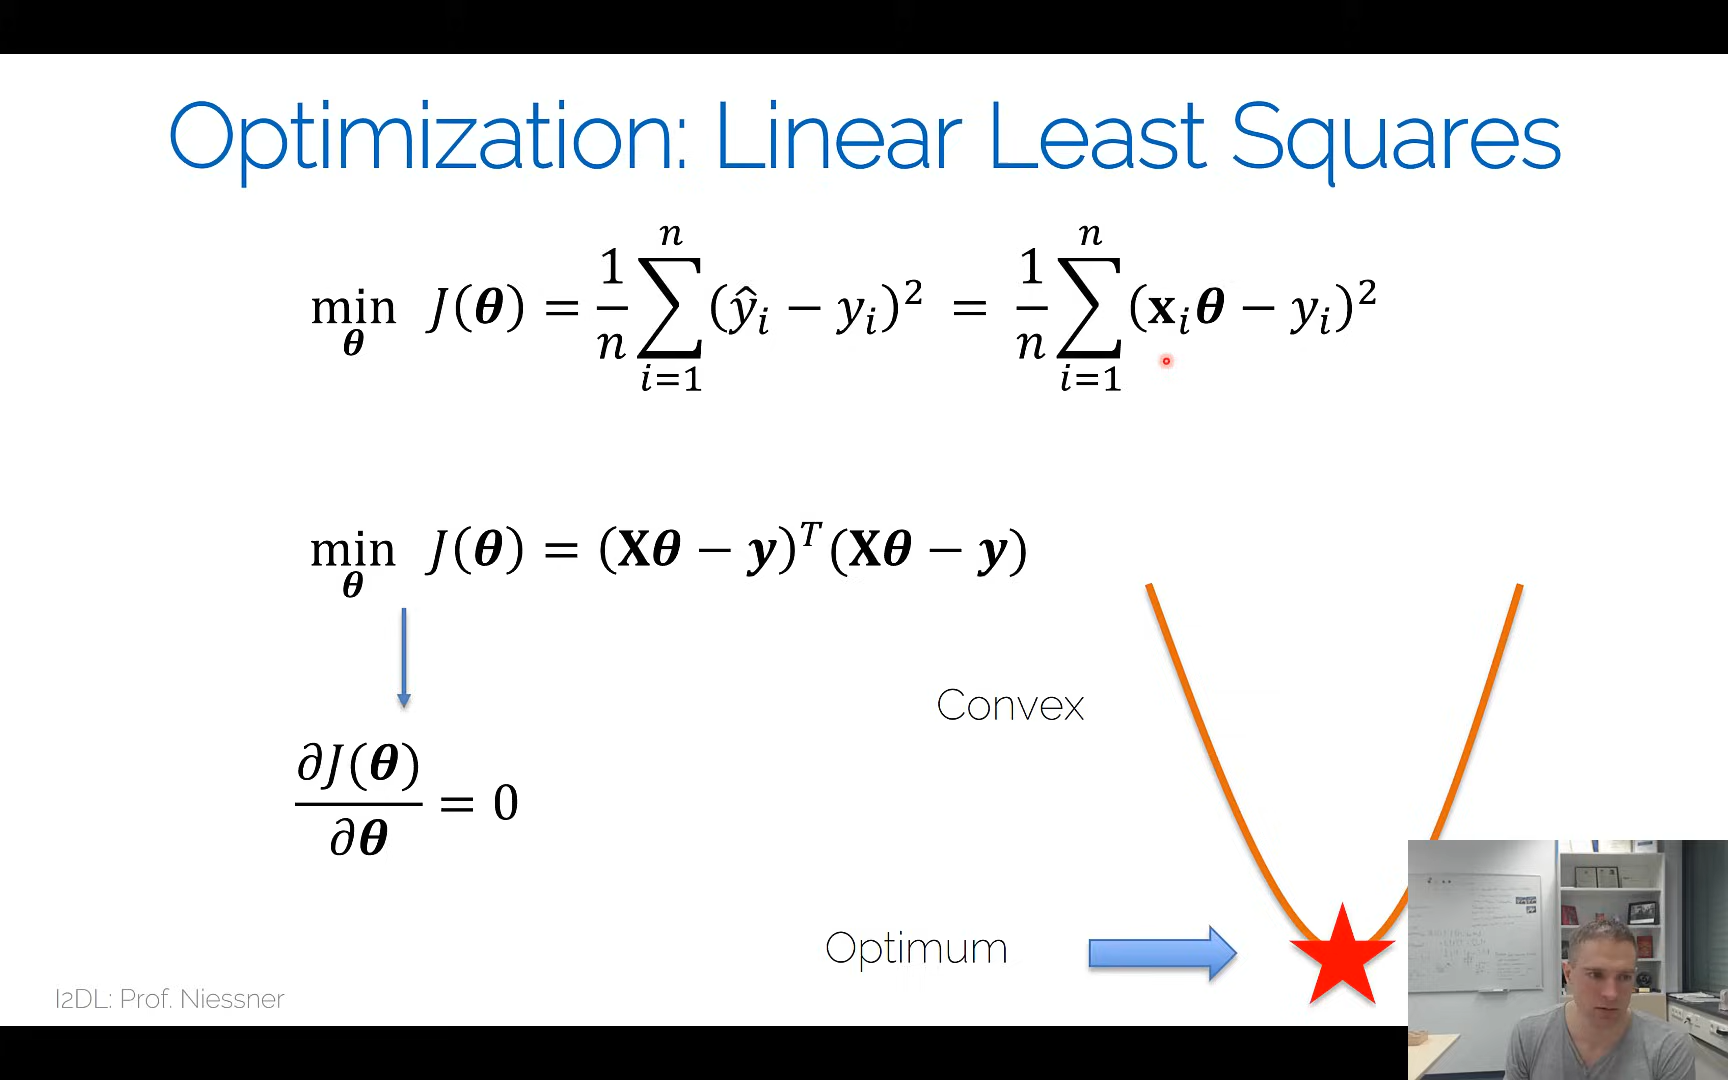 Optimization: Linear Least Squares
min_θ J(θ) = 1/n ∑_{i=1}^{n} (ŷ_i − y_i)² = 1/n ∑_{i=1}^{n} (x_iθ − y_i)²
min_θ J(θ) = (Xθ − y)^T (Xθ − y)
Convex
∂J(θ)/∂θ = 0
Optimum
I2DL: Prof. Niessner